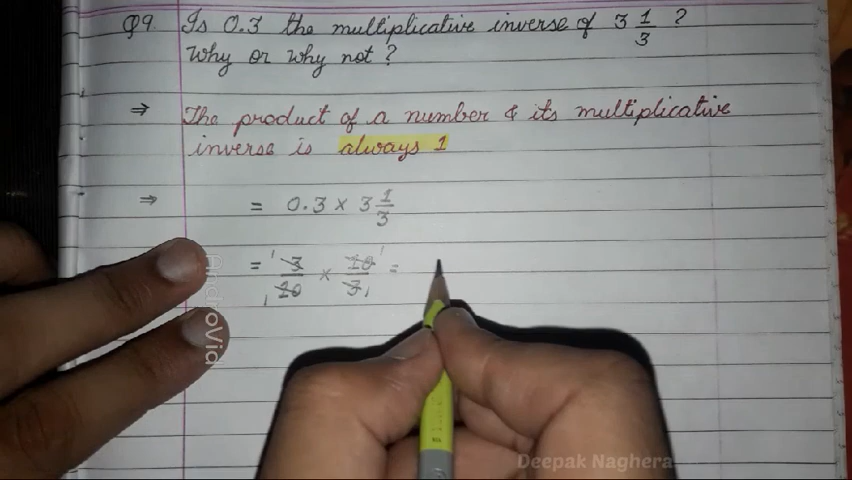 Q9 Is 0.3 the multiplicative inverse of 3 1/3 ?
Why or why not ?
⇒ The product of a number & its multiplicative
inverse is always 1
⇒ = 0.3 × 3 1/3
= 3/10 × 10/3 =
AndroVid
Deepak Naghera